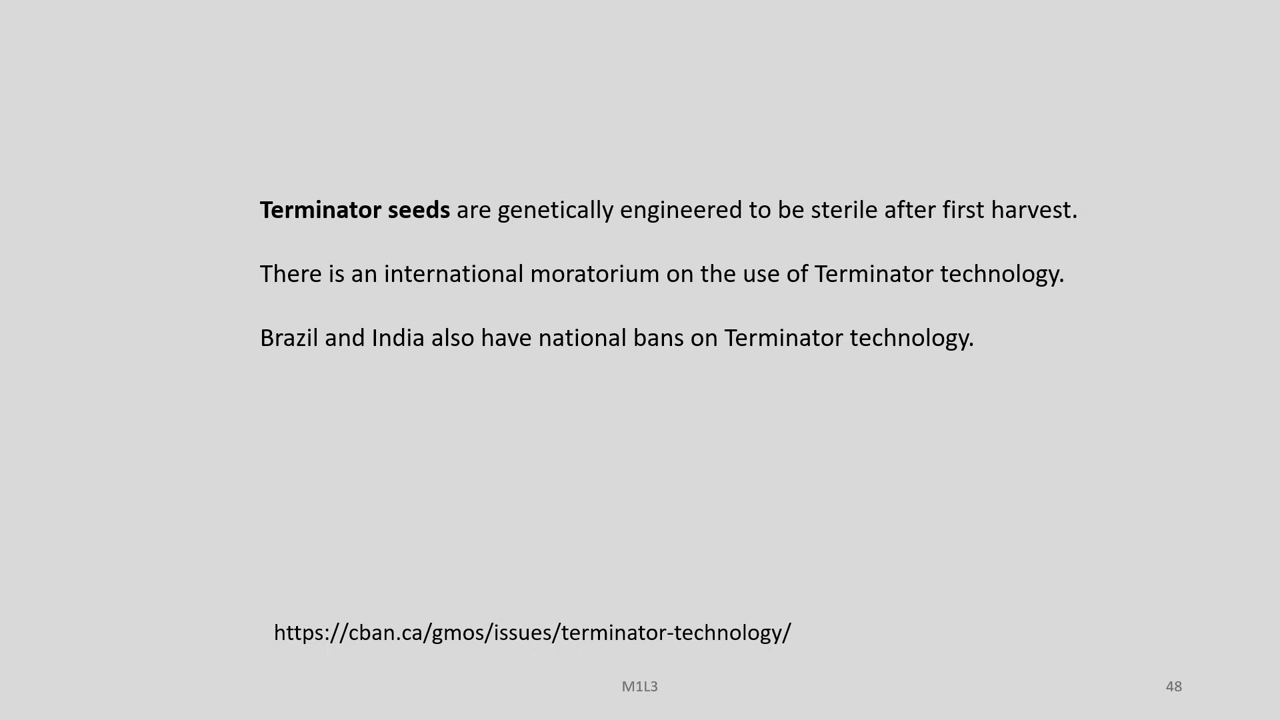 Terminator seeds are genetically engineered to be sterile after first harvest.
There is an international moratorium on the use of Terminator technology.
Brazil and India also have national bans on Terminator technology.
https://cban.ca/gmos/issues/terminator-technology/
M1L3
48